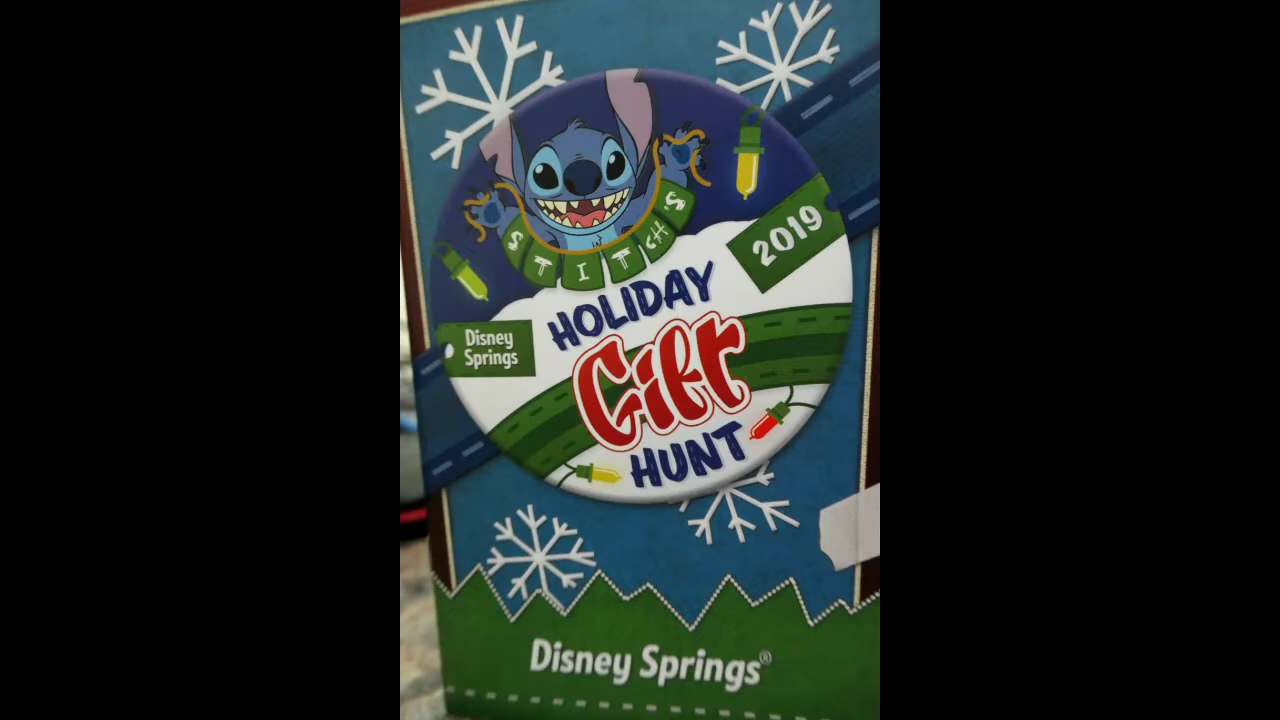 STITCH'S
2019
HOLIDAY
Disney
Springs
Gift
HUNT
Disney Springs®